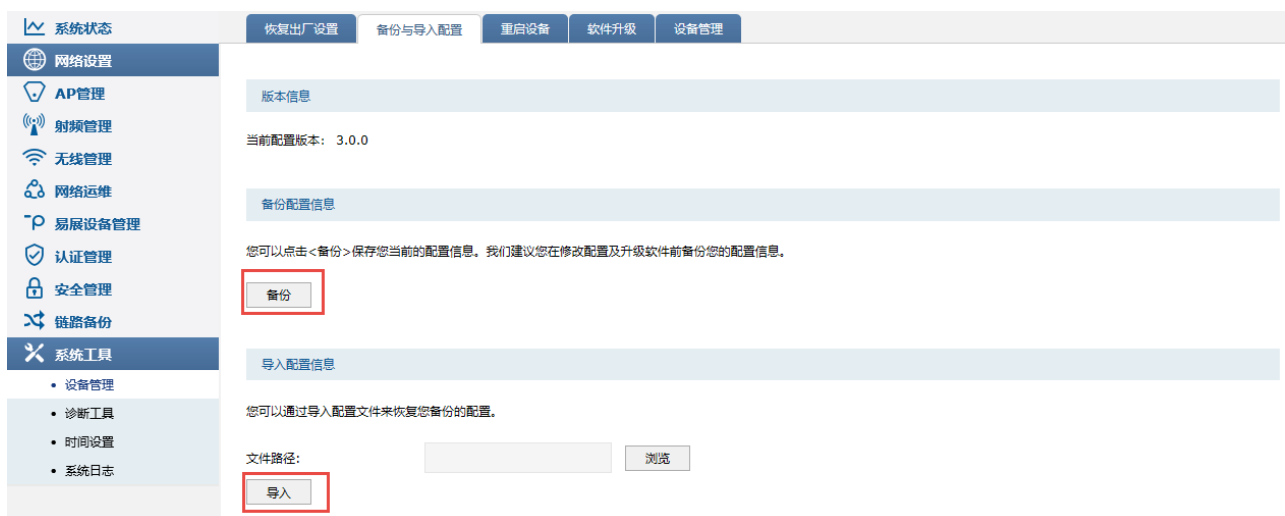 系统状态
网络设置
AP管理
射频管理
无线管理
网络运维
易展设备管理
认证管理
安全管理
链路备份
系统工具
• 设备管理
• 诊断工具
• 时间设置
• 系统日志
恢复出厂设置 备份与导入配置 重启设备 软件升级 设备管理
版本信息
当前配置版本: 3.0.0
备份配置信息
您可以点击<备份>保存您当前的配置信息。我们建议您在修改配置及升级软件前备份您的配置信息。
备份
导入配置信息
您可以通过导入配置文件来恢复您备份的配置。
文件路径: 浏览
导入